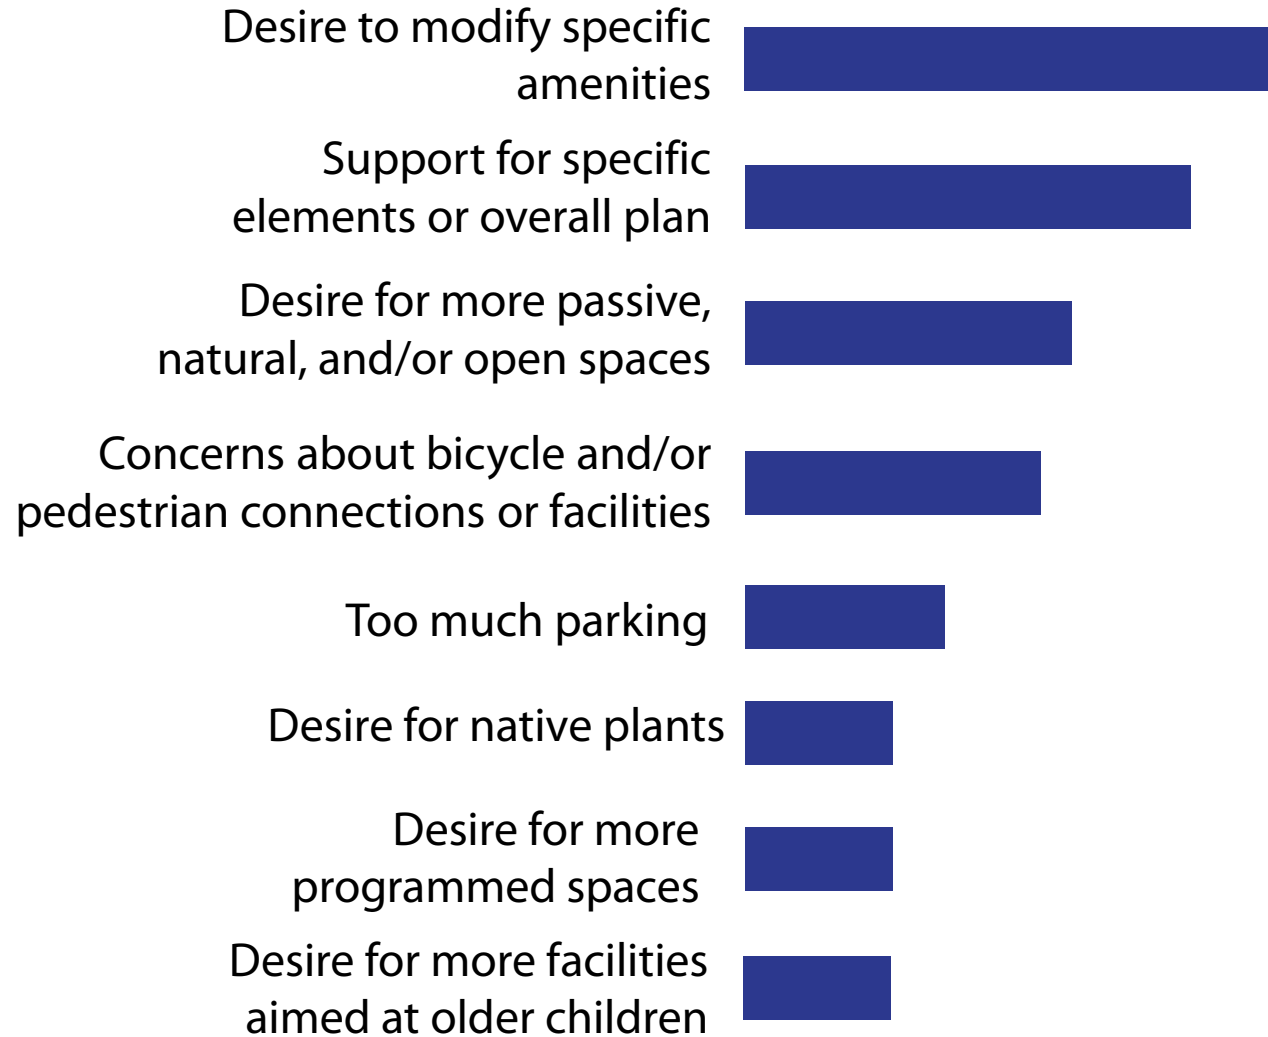 Desire to modify specific
amenities
Support for specific
elements or overall plan
Desire for more passive,
natural, and/or open spaces
Concerns about bicycle and/or
pedestrian connections or facilities
Too much parking
Desire for native plants
Desire for more
programmed spaces
Desire for more facilities
aimed at older children